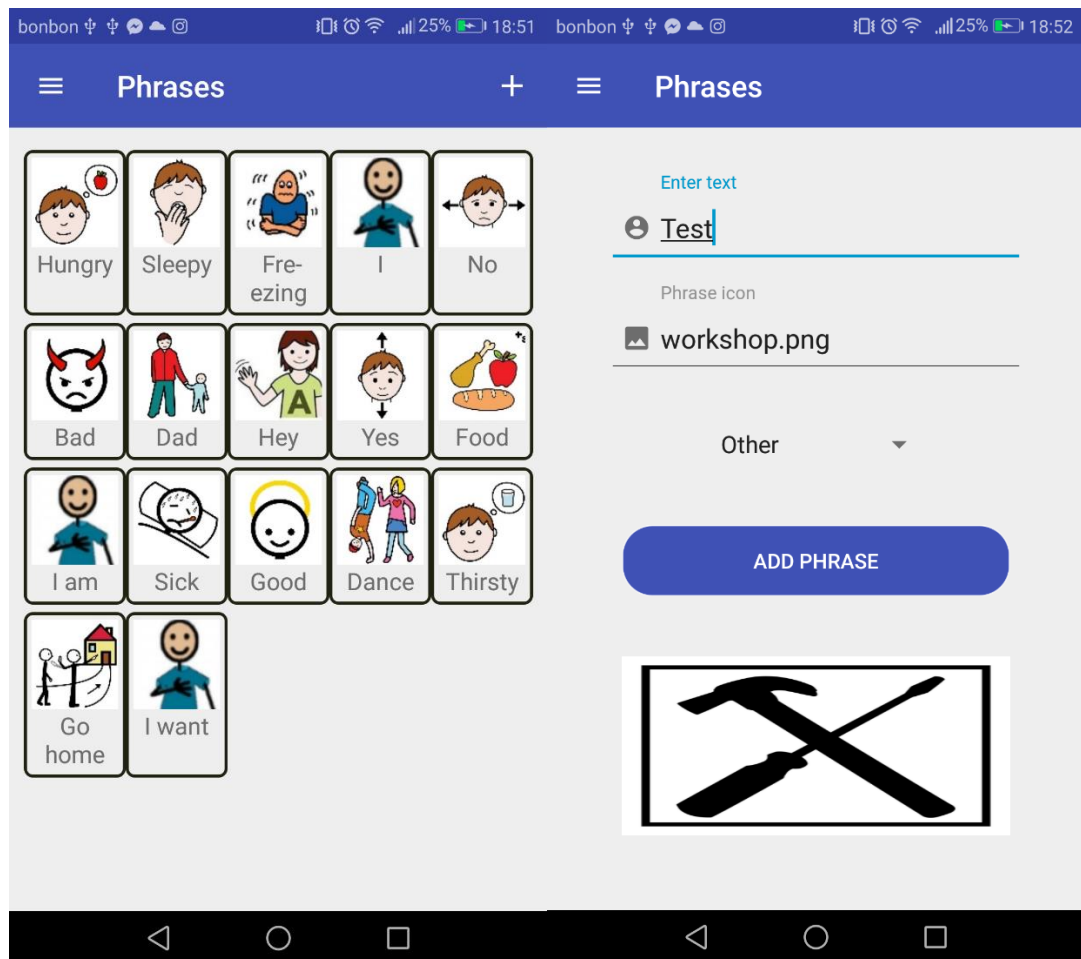 bonbon 25% 18:51
Phrases +
Hungry Sleepy Fre- I No
ezing
A
Bad Dad Hey Yes Food
I am Sick Good Dance Thirsty
Go I want
home
bonbon 25% 18:52
Phrases
Enter text
Test
Phrase icon
workshop.png
Other
ADD PHRASE